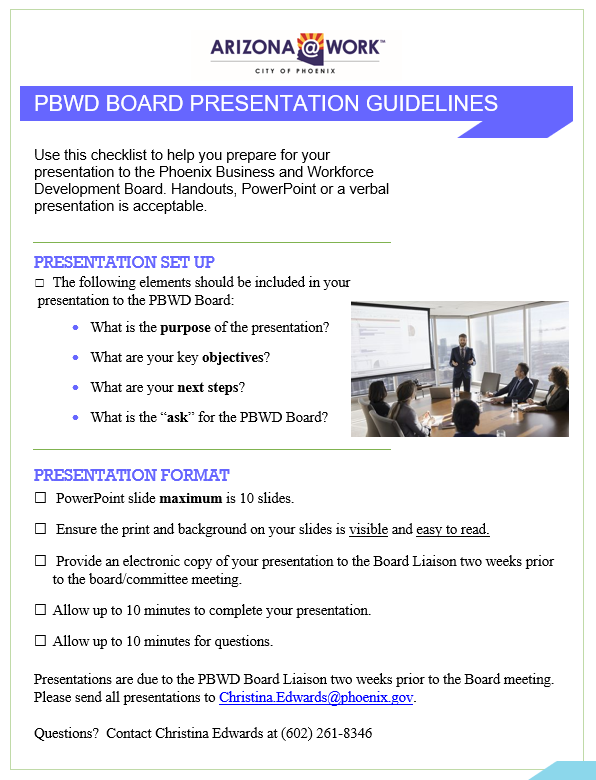 ARIZONA@WORK™
CITY OF PHOENIX
PBWD BOARD PRESENTATION GUIDELINES
Use this checklist to help you prepare for your
presentation to the Phoenix Business and Workforce
Development Board. Handouts, PowerPoint or a verbal
presentation is acceptable.
PRESENTATION SET UP
☐ The following elements should be included in your
presentation to the PBWD Board:
• What is the purpose of the presentation?
• What are your key objectives?
• What are your next steps?
• What is the “ask” for the PBWD Board?
PRESENTATION FORMAT
☐ PowerPoint slide maximum is 10 slides.
☐ Ensure the print and background on your slides is visible and easy to read.
☐ Provide an electronic copy of your presentation to the Board Liaison two weeks prior
to the board/committee meeting.
☐ Allow up to 10 minutes to complete your presentation.
☐ Allow up to 10 minutes for questions.
Presentations are due to the PBWD Board Liaison two weeks prior to the Board meeting.
Please send all presentations to Christina.Edwards@phoenix.gov.
Questions? Contact Christina Edwards at (602) 261-8346